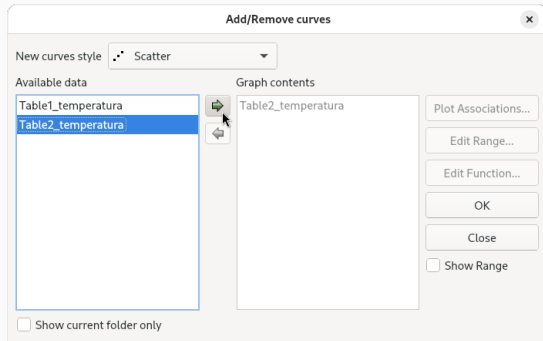 Add/Remove curves
New curves style
Scatter
Available data
Graph contents
Table1_temperatura
Table2_temperatura
Table2_temperatura
Plot Associations...
Edit Range...
Edit Function...
OK
Close
Show Range
Show current folder only